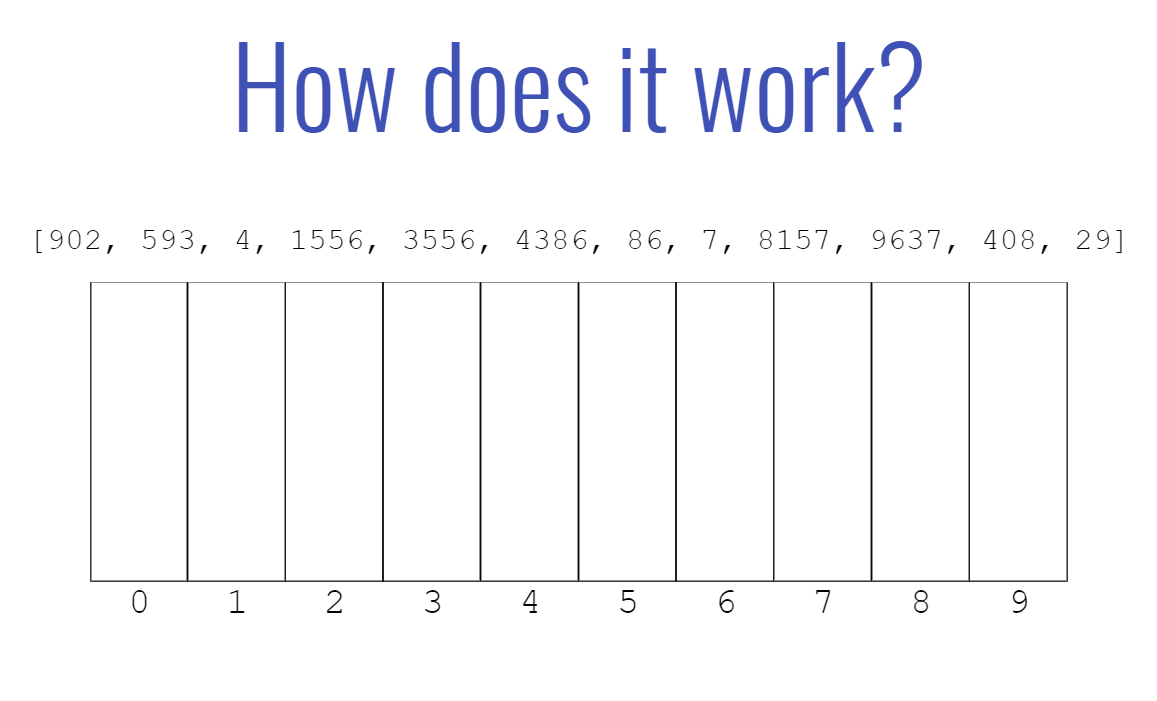 How does it work?
[902, 593, 4, 1556, 3556, 4386, 86, 7, 8157, 9637, 408, 29]
0 1 2 3 4 5 6 7 8 9